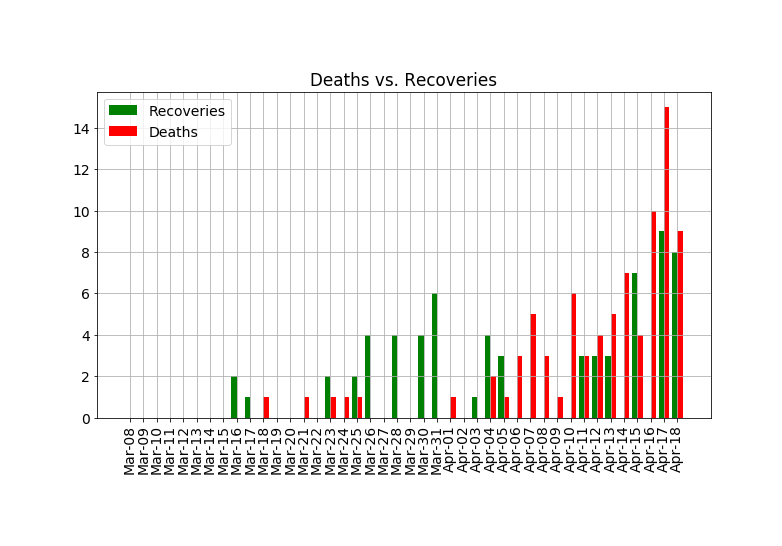 Deaths vs. Recoveries
Recoveries
Deaths
14
12
10
8
6
4
2
0
Mar-08
Mar-09
Mar-10
Mar-11
Mar-12
Mar-13
Mar-14
Mar-15
Mar-16
Mar-17
Mar-18
Mar-19
Mar-20
Mar-21
Mar-22
Mar-23
Mar-24
Mar-25
Mar-26
Mar-27
Mar-28
Mar-29
Mar-30
Mar-31
Apr-01
Apr-02
Apr-03
Apr-04
Apr-05
Apr-06
Apr-07
Apr-08
Apr-09
Apr-10
Apr-11
Apr-12
Apr-13
Apr-14
Apr-15
Apr-16
Apr-17
Apr-18